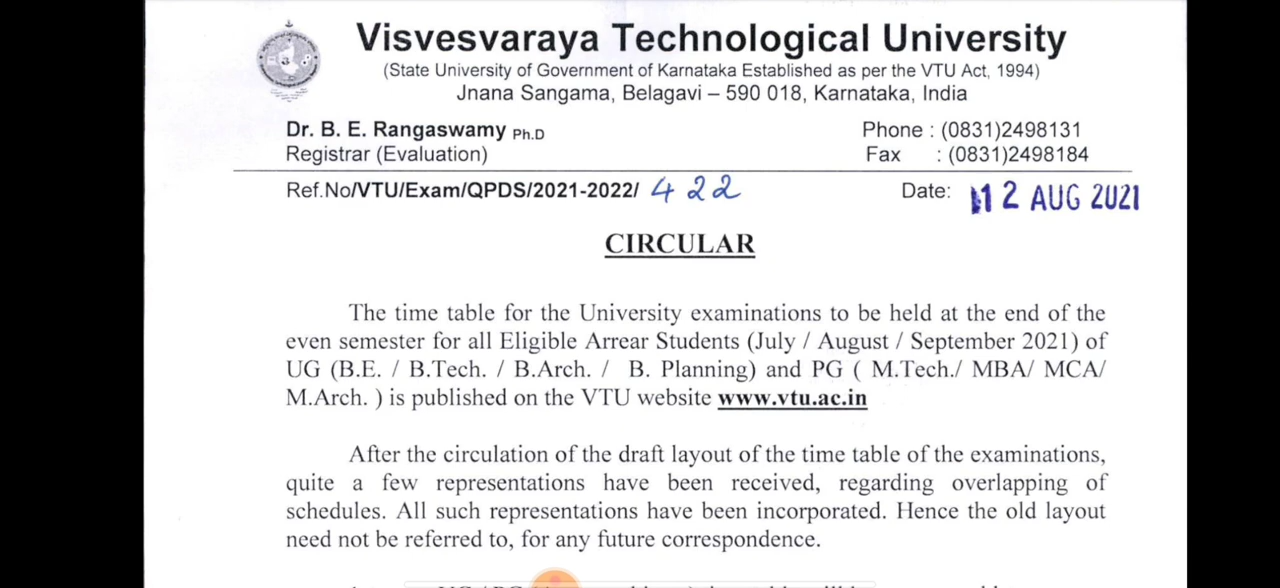 Visvesvaraya Technological University
(State University of Government of Karnataka Established as per the VTU Act, 1994)
Jnana Sangama, Belagavi – 590 018, Karnataka, India
Dr. B. E. Rangaswamy Ph.D
Phone : (0831)2498131
Registrar (Evaluation)
Fax : (0831)2498184
Ref.No/VTU/Exam/QPDS/2021-2022/ 422
Date: 12 AUG 2021
CIRCULAR
The time table for the University examinations to be held at the end of the
even semester for all Eligible Arrear Students (July / August / September 2021) of
UG (B.E. / B.Tech. / B.Arch. / B. Planning) and PG ( M.Tech./ MBA/ MCA/
M.Arch. ) is published on the VTU website www.vtu.ac.in
After the circulation of the draft layout of the time table of the examinations,
quite a few representations have been received, regarding overlapping of
schedules. All such representations have been incorporated. Hence the old layout
need not be referred to, for any future correspondence.